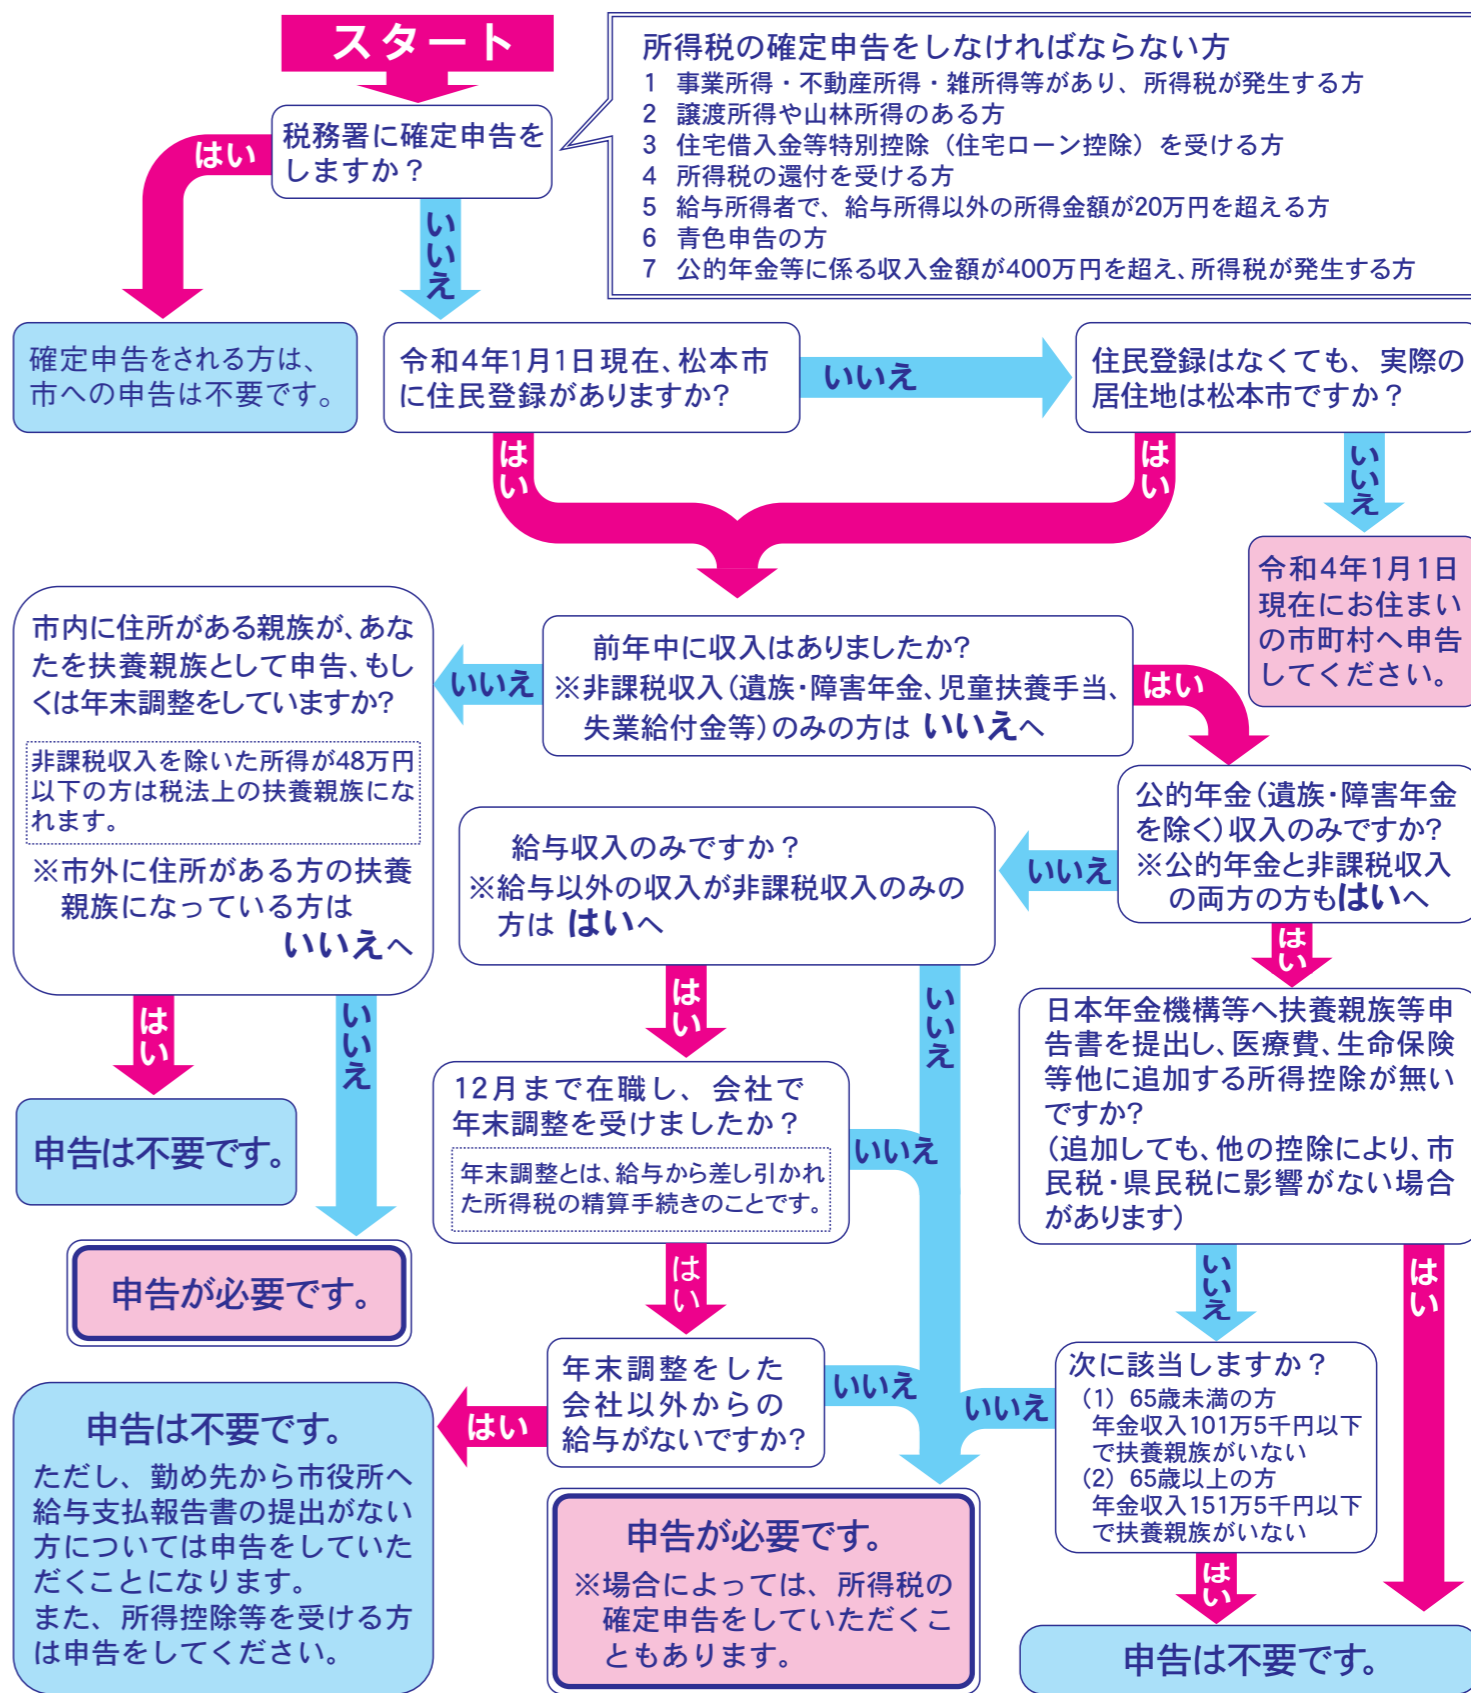 スタート
所得税の確定申告をしなければならない方
1 事業所得・不動産所得・雑所得等があり、所得税が発生する方
2 譲渡所得や山林所得のある方
3 住宅借入金等特別控除（住宅ローン控除）を受ける方
4 所得税の還付を受ける方
5 給与所得者で、給与所得以外の所得金額が20万円を超える方
6 青色申告の方
7 公的年金等に係る収入金額が400万円を超え、所得税が発生する方
税務署に確定申告を
しますか？
はい
いいえ
確定申告をされる方は、
市への申告は不要です。
令和4年1月1日現在、松本市
に住民登録がありますか?
いいえ
住民登録はなくても、実際の
居住地は松本市ですか？
はい
はい
いいえ
令和4年1月1日
現在にお住まい
の市町村へ申告
してください。
前年中に収入はありましたか?
※非課税収入（遺族・障害年金、児童扶養手当、
失業給付金等）のみの方は いいえへ
いいえ
はい
市内に住所がある親族が、あな
たを扶養親族として申告、もし
くは年末調整をしていますか?
非課税収入を除いた所得が48万円
以下の方は税法上の扶養親族にな
れます。
※市外に住所がある方の扶養
親族になっている方は
いいえへ
はい
いいえ
申告は不要です。
申告が必要です。
公的年金（遺族・障害年金
を除く）収入のみですか?
※公的年金と非課税収入
の両方の方もはいへ
いいえ
はい
給与収入のみですか？
※給与以外の収入が非課税収入のみの
方は はいへ
はい
いいえ
12月まで在職し、会社で
年末調整を受けましたか？
年末調整とは、給与から差し引かれ
た所得税の精算手続きのことです。
いいえ
はい
年末調整をした
会社以外からの
給与がないですか?
いいえ
はい
申告は不要です。
ただし、勤め先から市役所へ
給与支払報告書の提出がない
方については申告をしていた
だくことになります。
また、所得控除等を受ける方
は申告をしてください。
日本年金機構等へ扶養親族等申
告書を提出し、医療費、生命保険
等他に追加する所得控除が無い
ですか?
（追加しても、他の控除により、市
民税・県民税に影響がない場合
があります）
いいえ
はい
次に該当しますか？
（1）65歳未満の方
年金収入101万5千円以下
で扶養親族がいない
（2）65歳以上の方
年金収入151万5千円以下
で扶養親族がいない
いいえ
はい
申告が必要です。
※場合によっては、所得税の
確定申告をしていただくこ
ともあります。
申告は不要です。